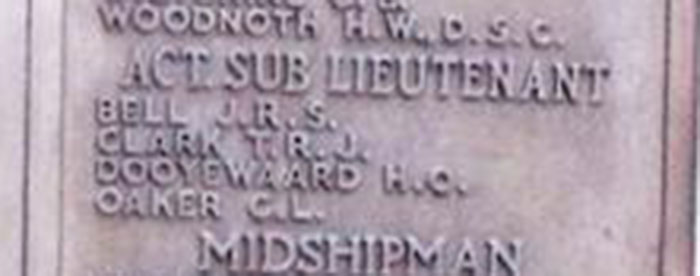 WOODNOTH H.W., D.S.C.
ACT. SUB LIEUTENANT
BELL J.R.S.
CLARK T.R.J.
DOOYEWAARD H.O.
OAKER C.L.
MIDSHIPMAN